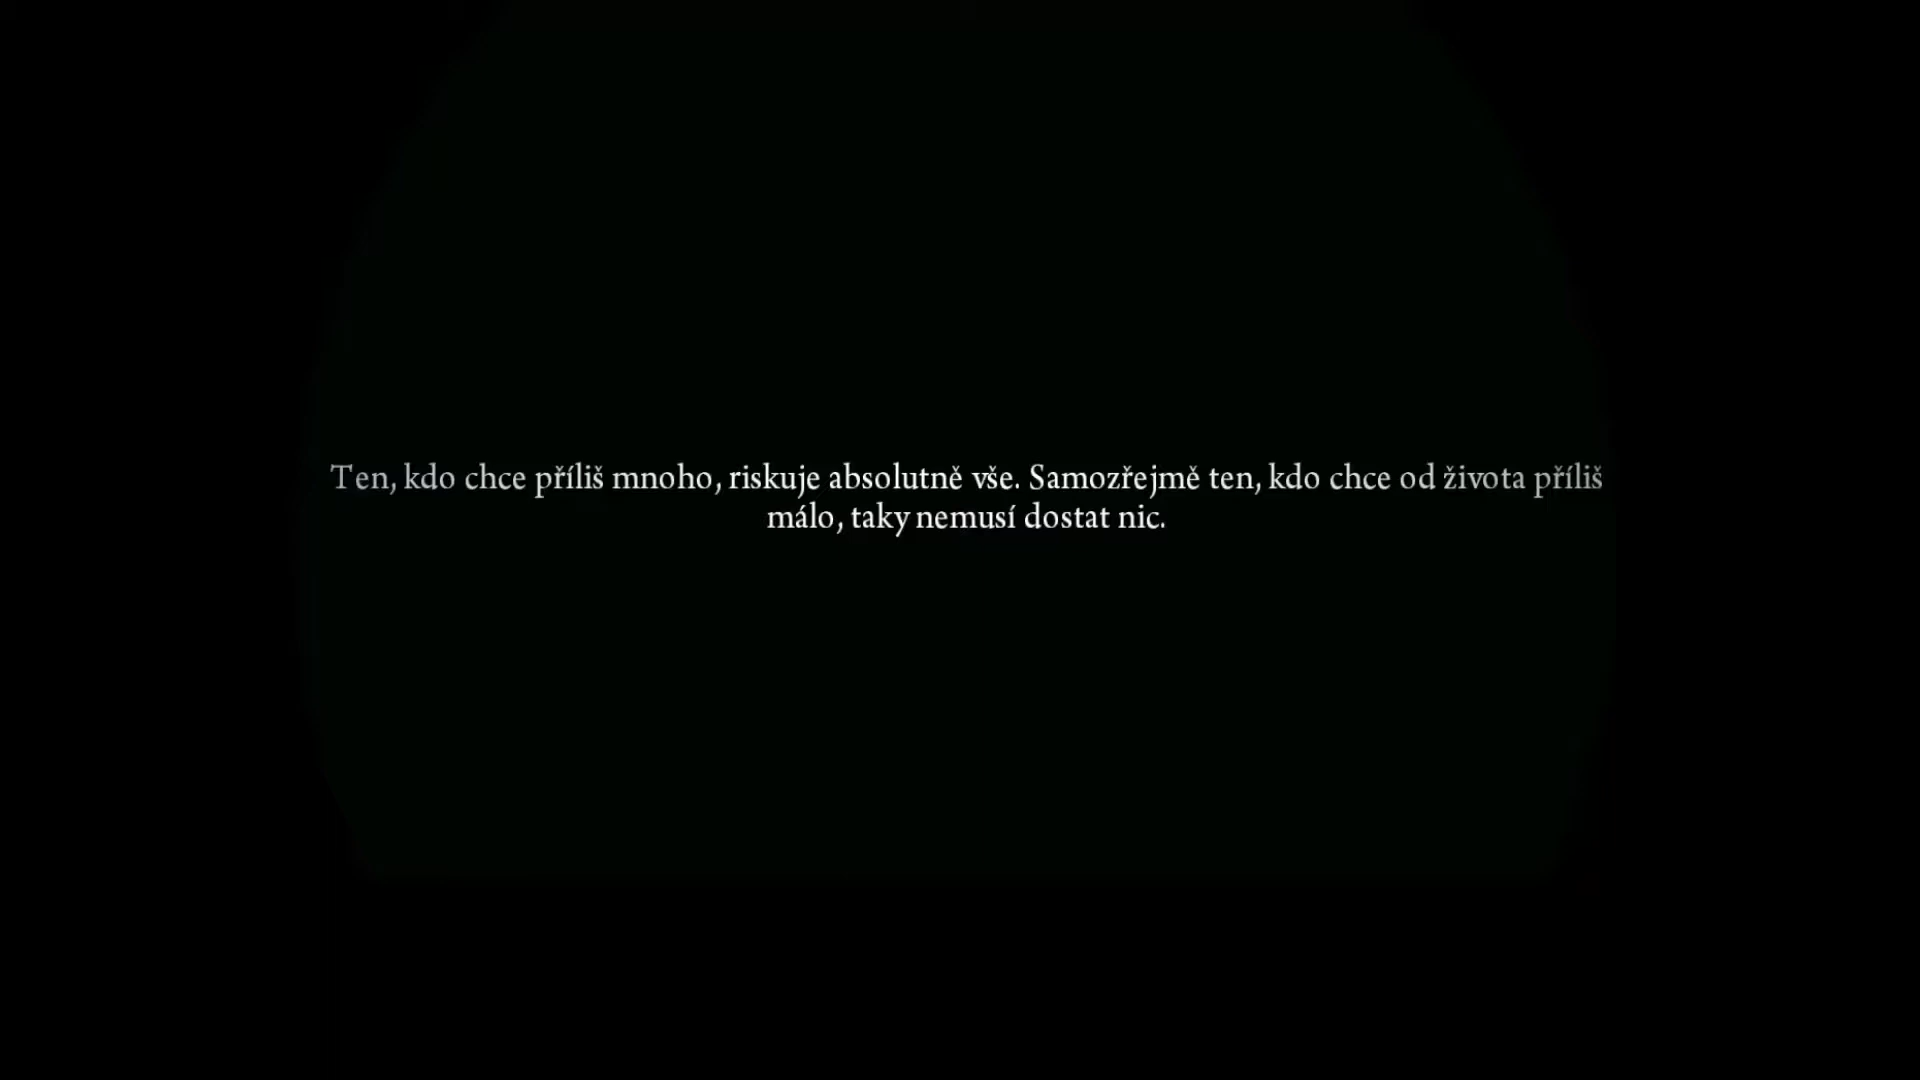 Ten, kdo chce příliš mnoho, riskuje absolutně vše. Samozřejmě ten, kdo chce od života příliš
málo, taky nemusí dostat nic.